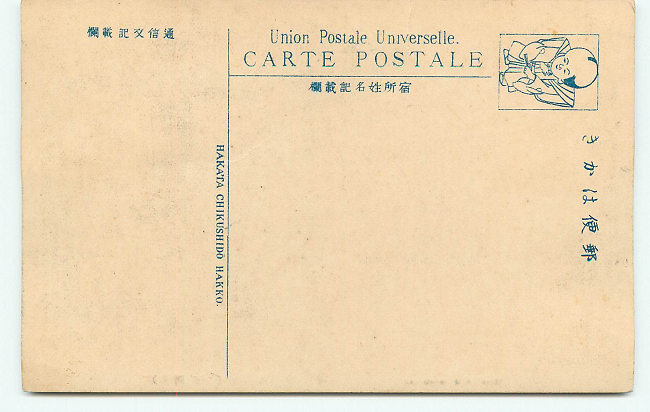 通信文記載欄
Union Postale Universelle.
CARTE POSTALE
宿所姓名記載欄
郵便はかき
HAKATA CHIKUSHIDO HAKKO.